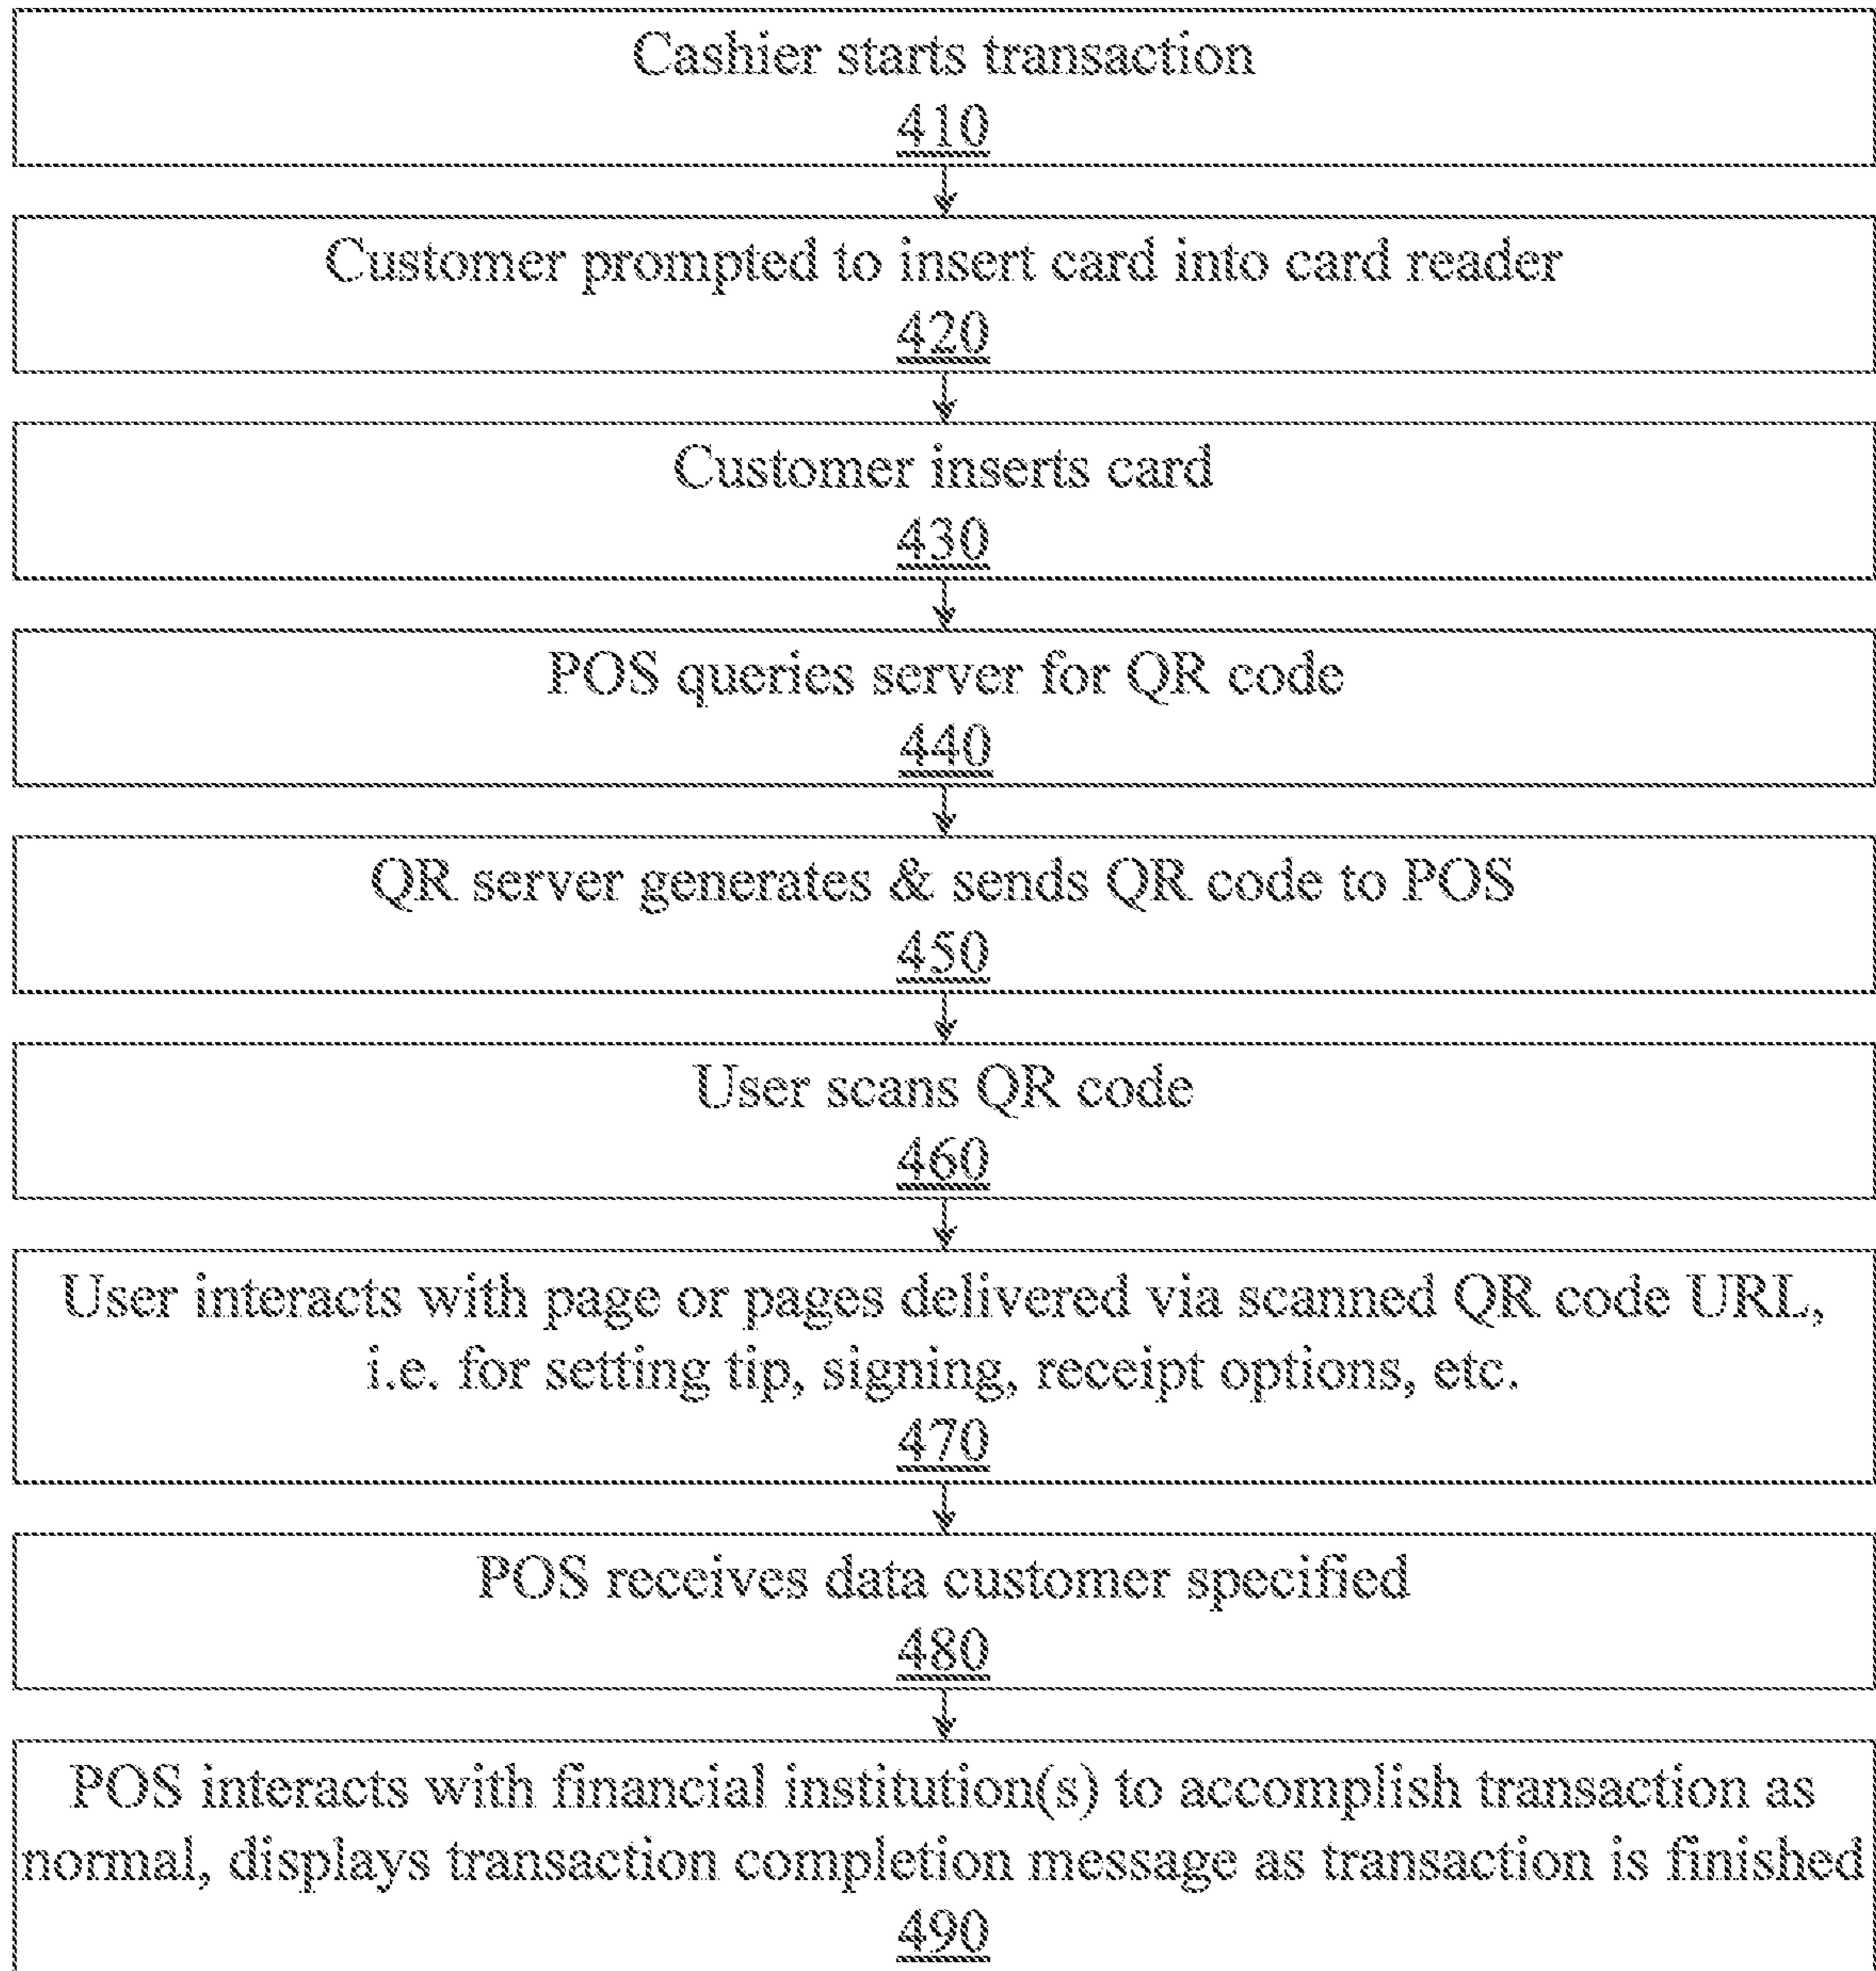 Cashier starts transaction
410
Customer prompted to insert card into card reader
420
Customer inserts card
430
POS queries server for QR code
440
QR server generates & sends QR code to POS
450
User scans QR code
460
User interacts with page or pages delivered via scanned QR code URL,
i.e. for setting tip, signing, receipt options, etc.
470
POS receives data customer specified
480
POS interacts with financial institution(s) to accomplish transaction as
normal, displays transaction completion message as transaction is finished
490